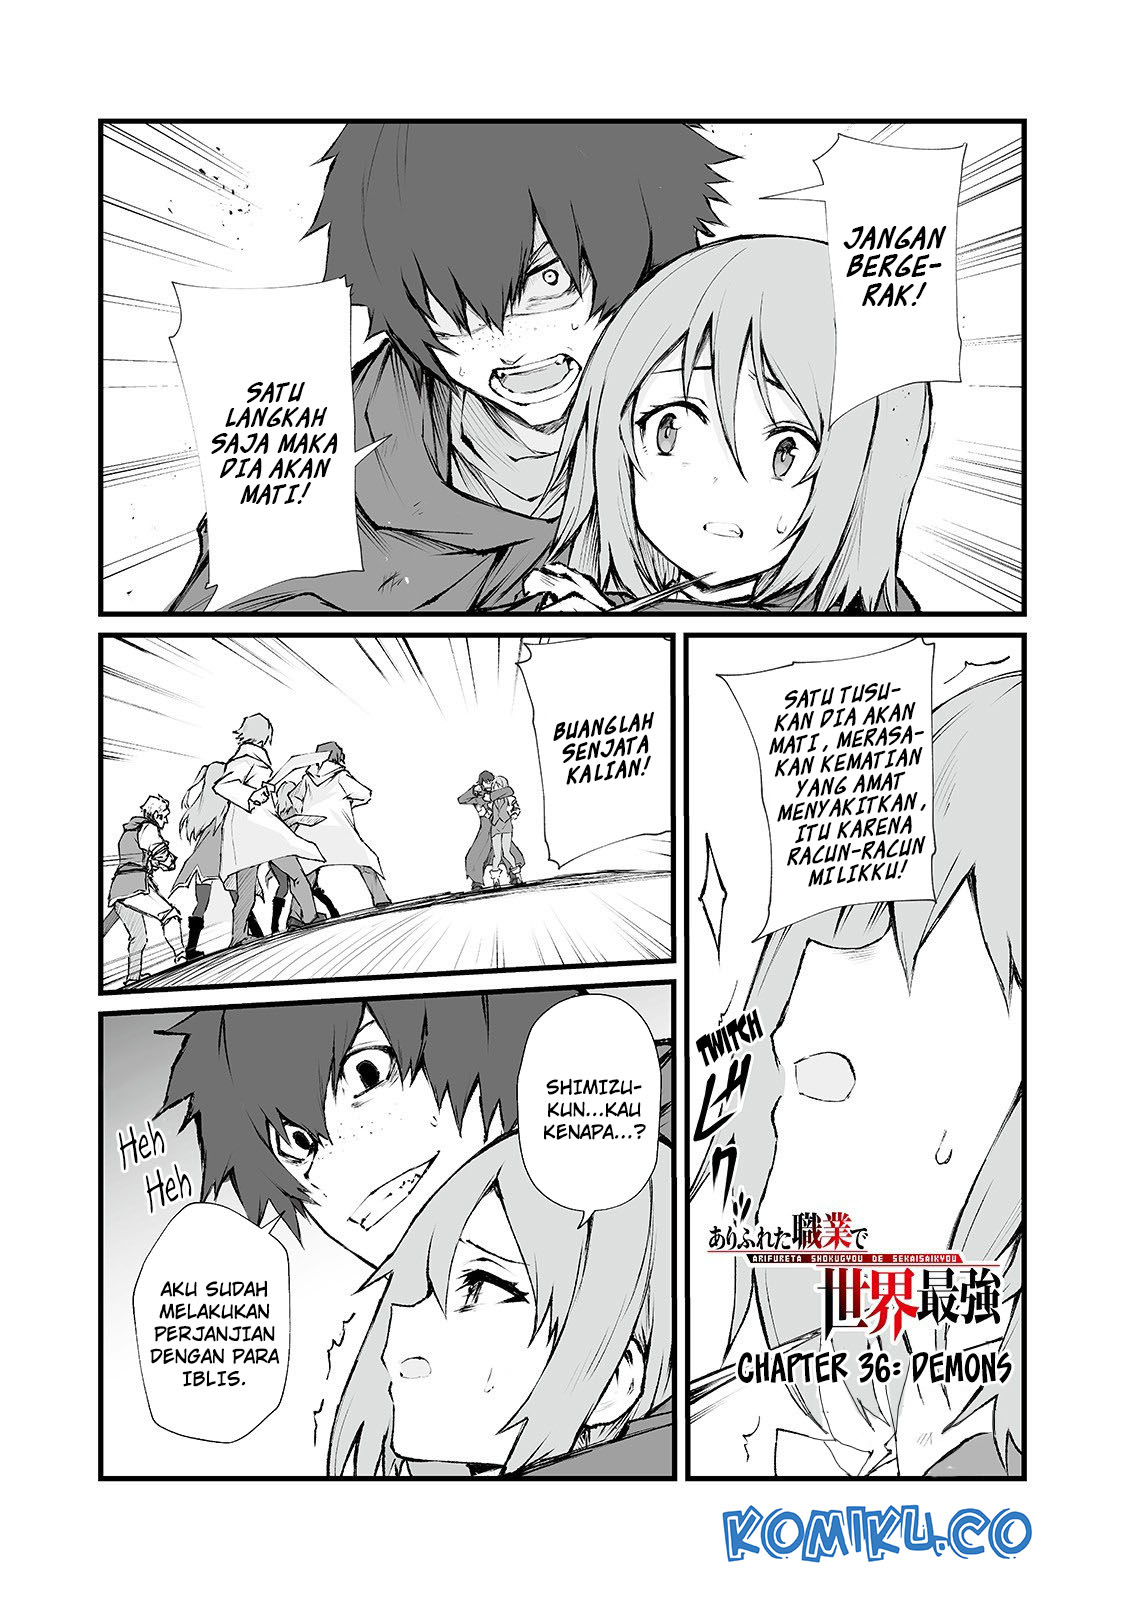 JANGAN
BERGE-
RAK!
SATU
LANGKAH
SAJA MAKA
DIA AKAN
MATI!
SATU TUSU-
KAN DIA AKAN
MATI, MERASA-
KAN KEMATIAN
YANG AMAT
MENYAKITKAN,
ITU KARENA
RACUN-RACUN
MILIKKU!
TWITCH
ビクッ
ありふれた職業で
ARIFURETA SHOKUGYOU DE SEKAISAIKYOU
世界最強
CHAPTER 36: DEMONS
BUANGLAH
SENJATA
KALIAN!
SHIMIZU-
KUN...KAU
KENAPA...?
Heh
Heh
AKU SUDAH
MELAKUKAN
PERJANJIAN
DENGAN PARA
IBLIS.
KOMIKU.CO